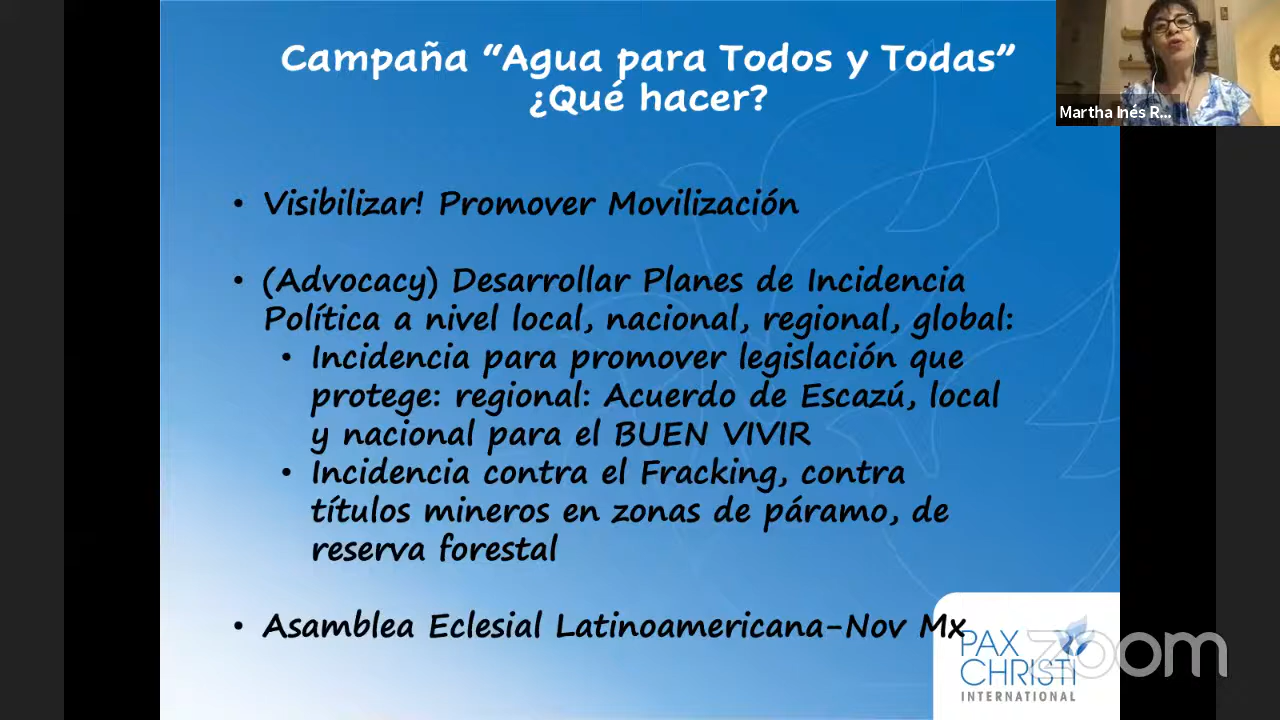 Campaña “Agua para Todos y Todas”
¿Qué hacer?
Martha Inés R...
• Visibilizar! Promover Movilización
• (Advocacy) Desarrollar Planes de Incidencia
Política a nivel local, nacional, regional, global:
• Incidencia para promover legislación que
protege: regional: Acuerdo de Escazú, local
y nacional para el BUEN VIVIR
• Incidencia contra el Fracking, contra
títulos mineros en zonas de páramo, de
reserva forestal
• Asamblea Eclesial Latinoamericana-Nov Mx
PAX
CHRISTI
INTERNATIONAL
zoom